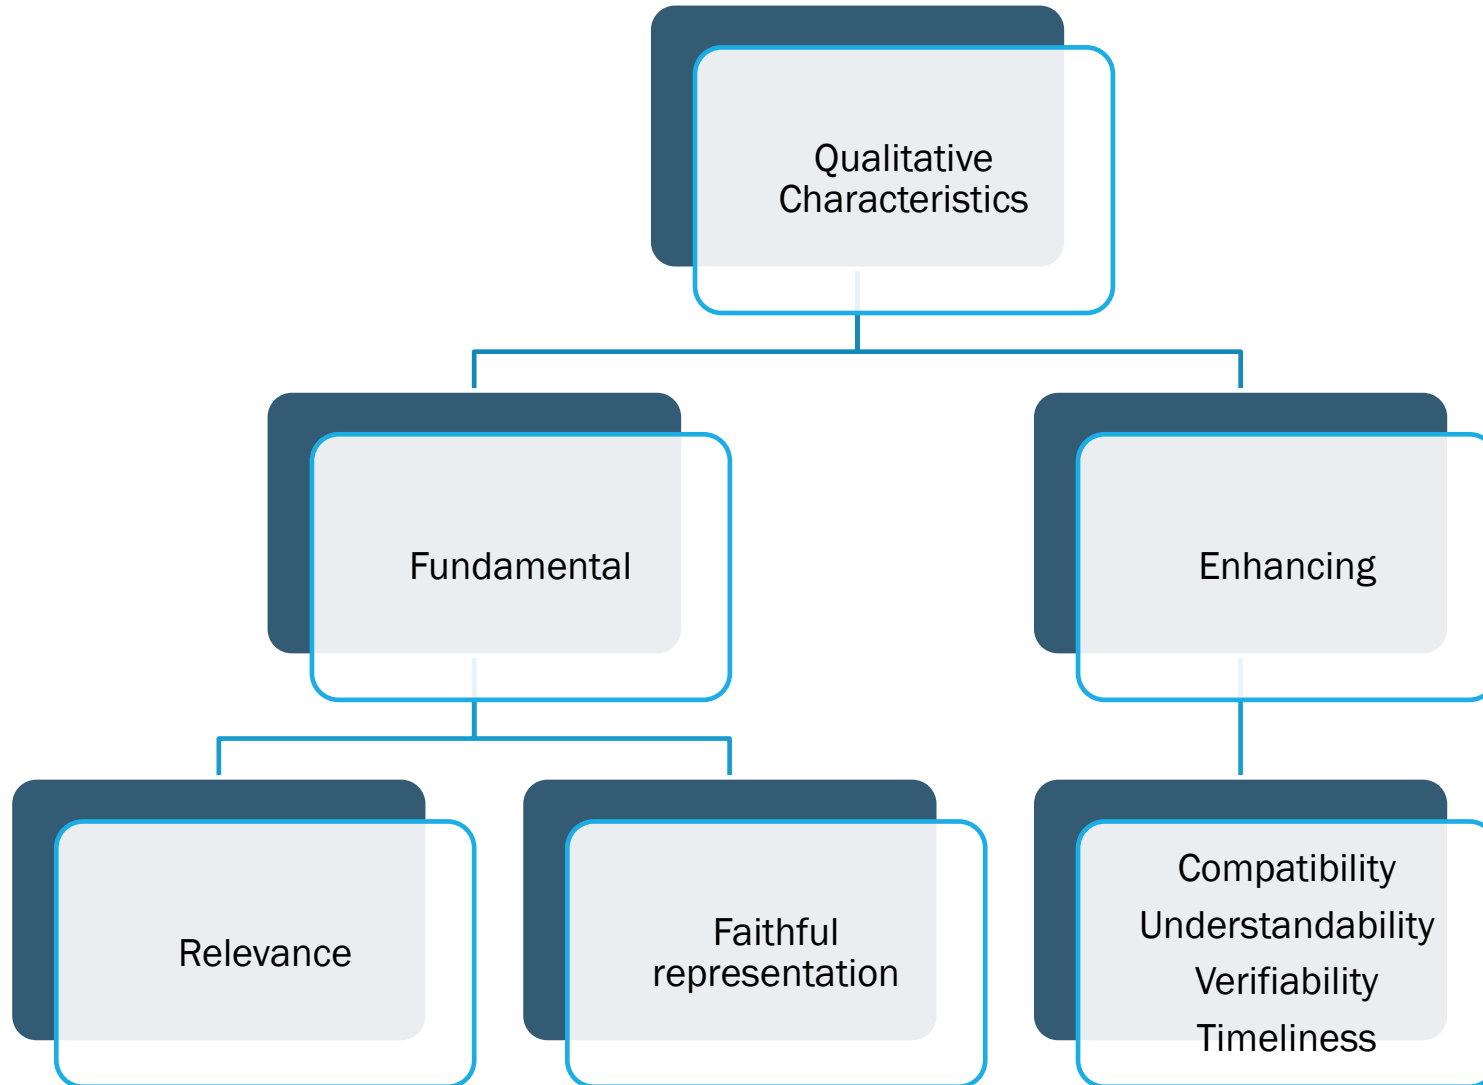 Qualitative
Characteristics
Fundamental
Enhancing
Relevance
Faithful
representation
Compatibility
Understandability
Verifiability
Timeliness